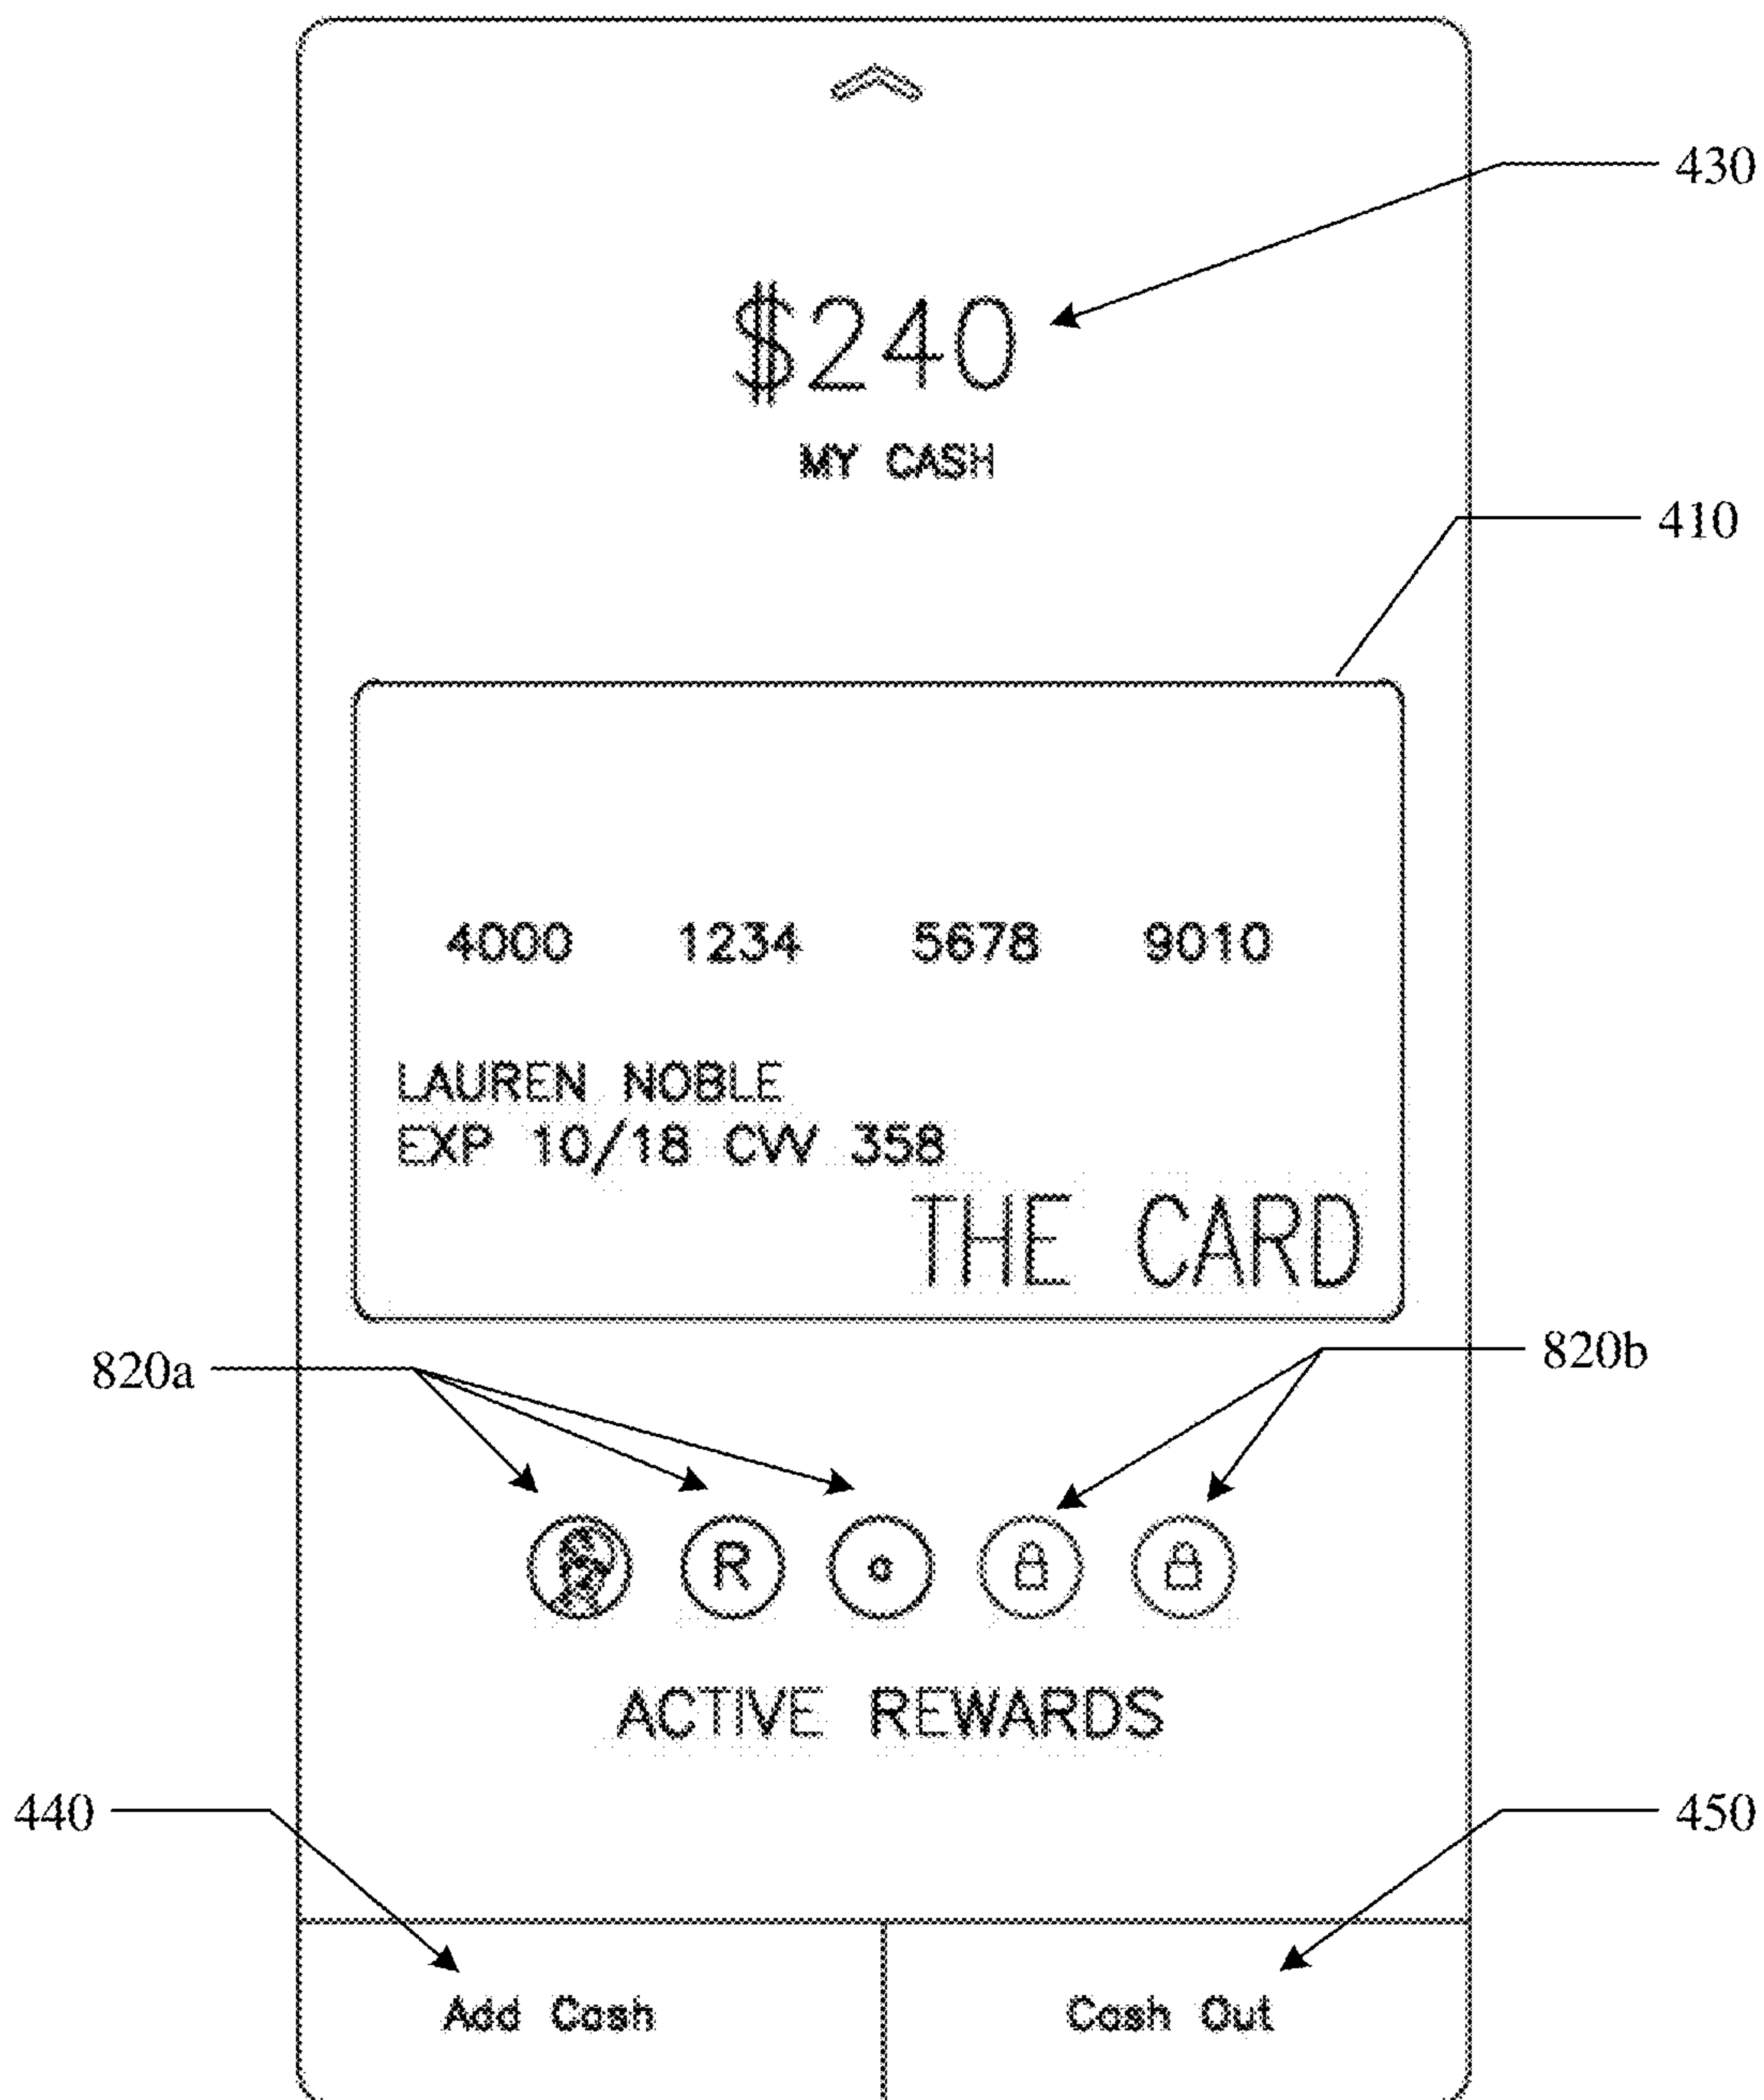 430
$240
MY CASH
410
4000 1234 5678 9010
LAUREN NOBLE
EXP 10/18 CVV 358
THE CARD
820a
820b
R a
ACTIVE REWARDS
440
450
Add Cash
Cash Out